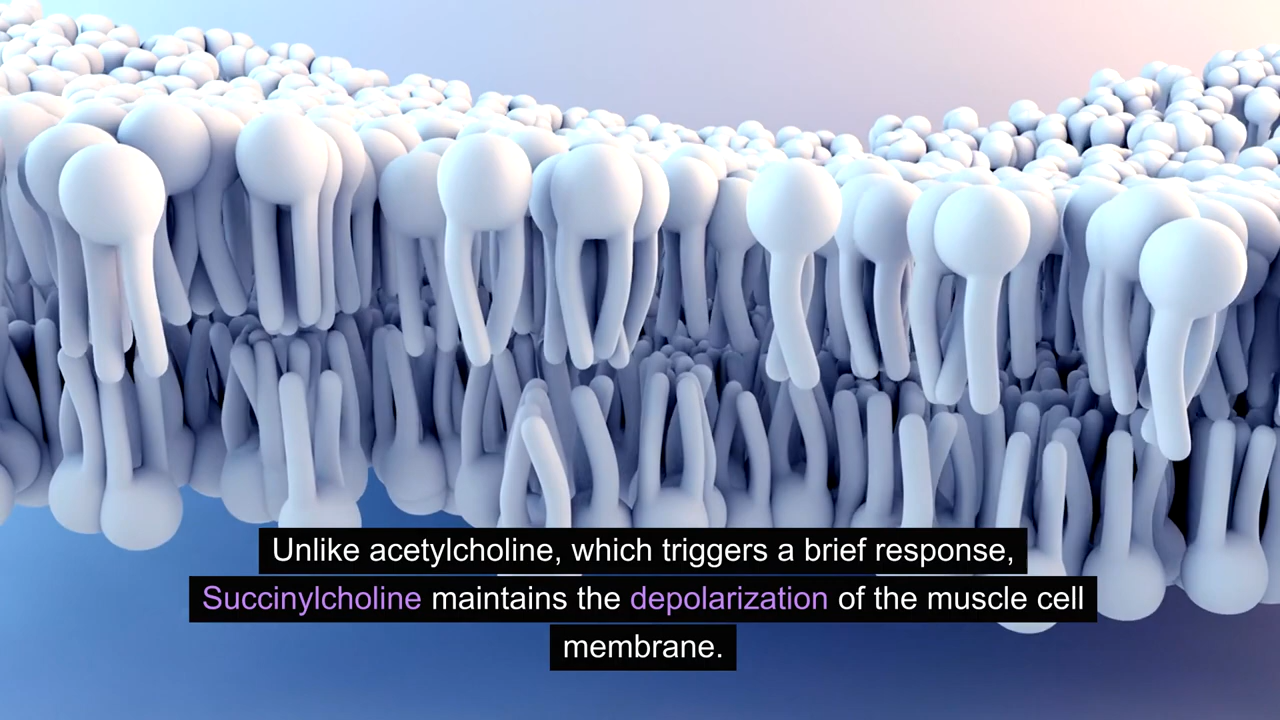 Unlike acetylcholine, which triggers a brief response,
Succinylcholine maintains the depolarization of the muscle cell
membrane.